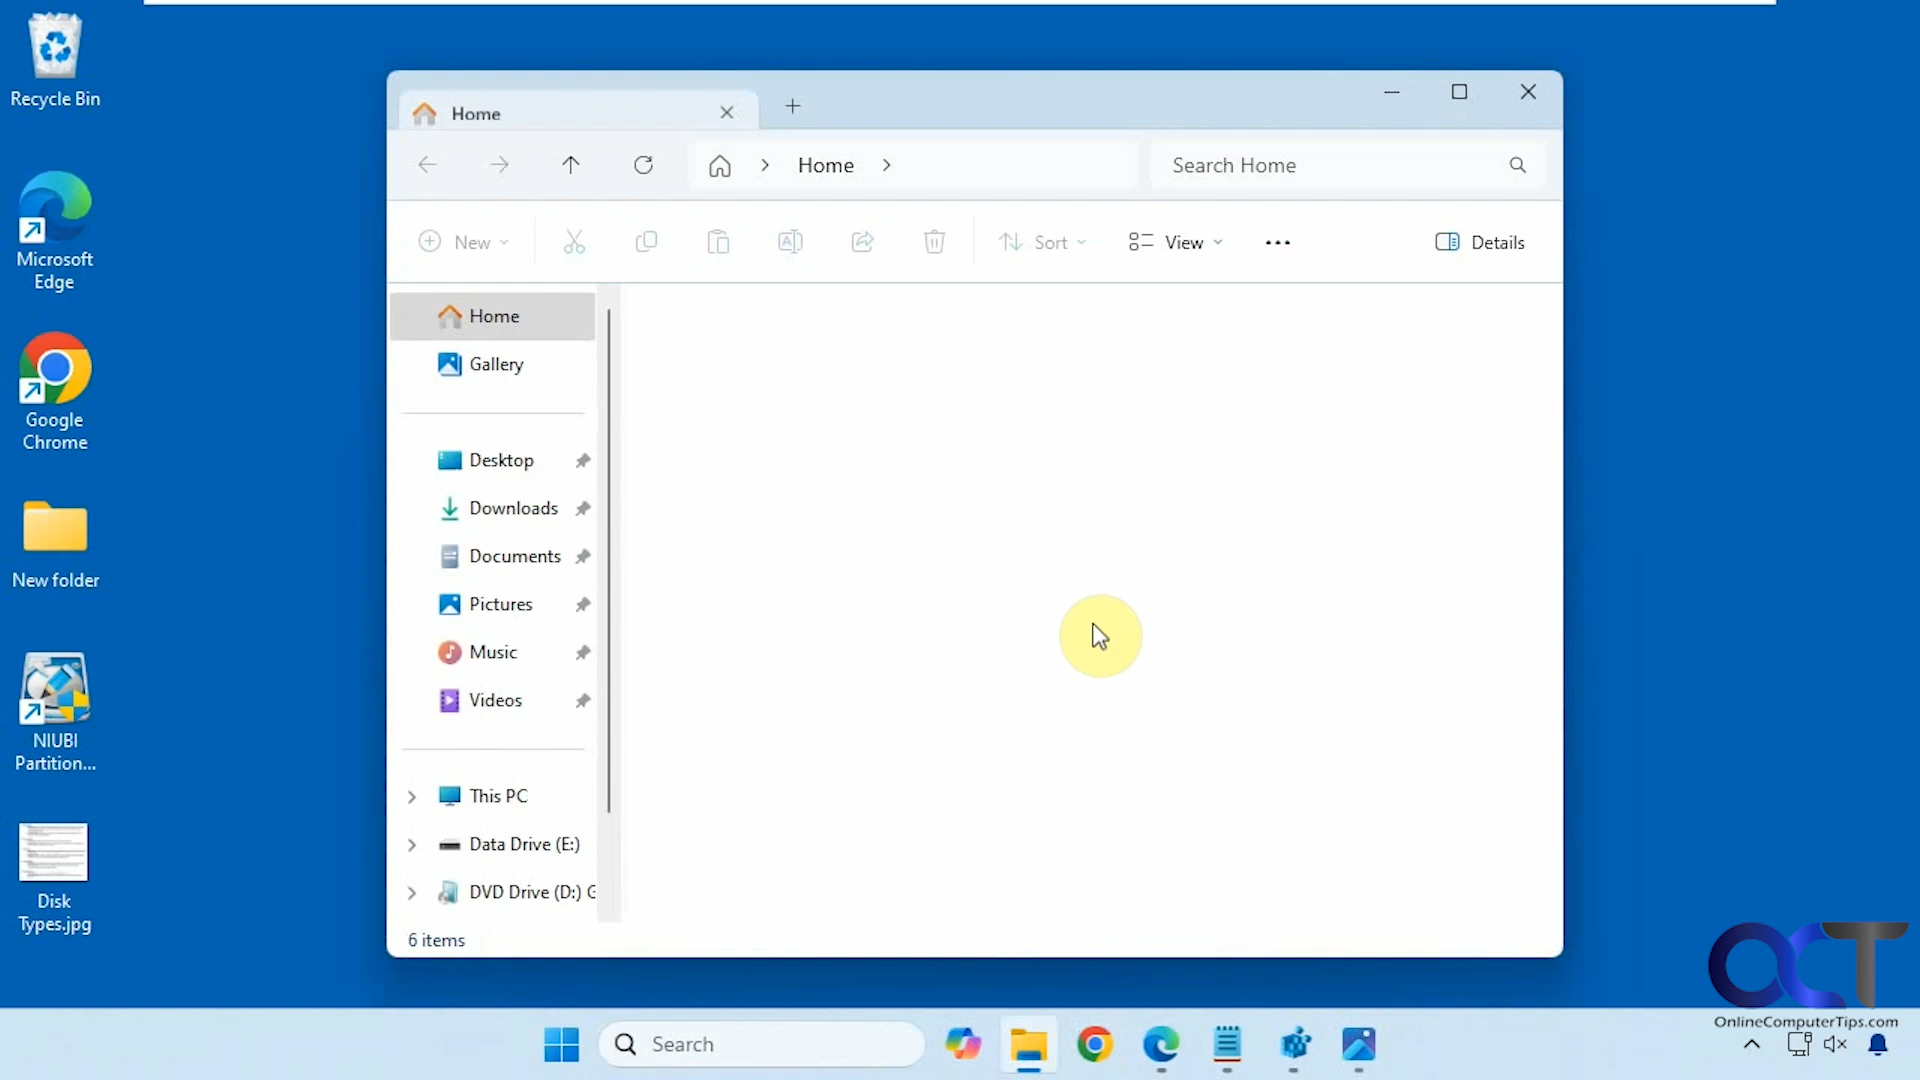 Recycle Bin
Microsoft
Edge
Google
Chrome
New folder
NIUBI
Partition...
Disk
Types.jpg
Home
Home
Search Home
New
Sort
View
Details
Home
Gallery
Desktop
Downloads
Documents
Pictures
Music
Videos
This PC
Data Drive (E:)
DVD Drive (D:) G
6 items
OCT
OnlineComputerTips.com
Search